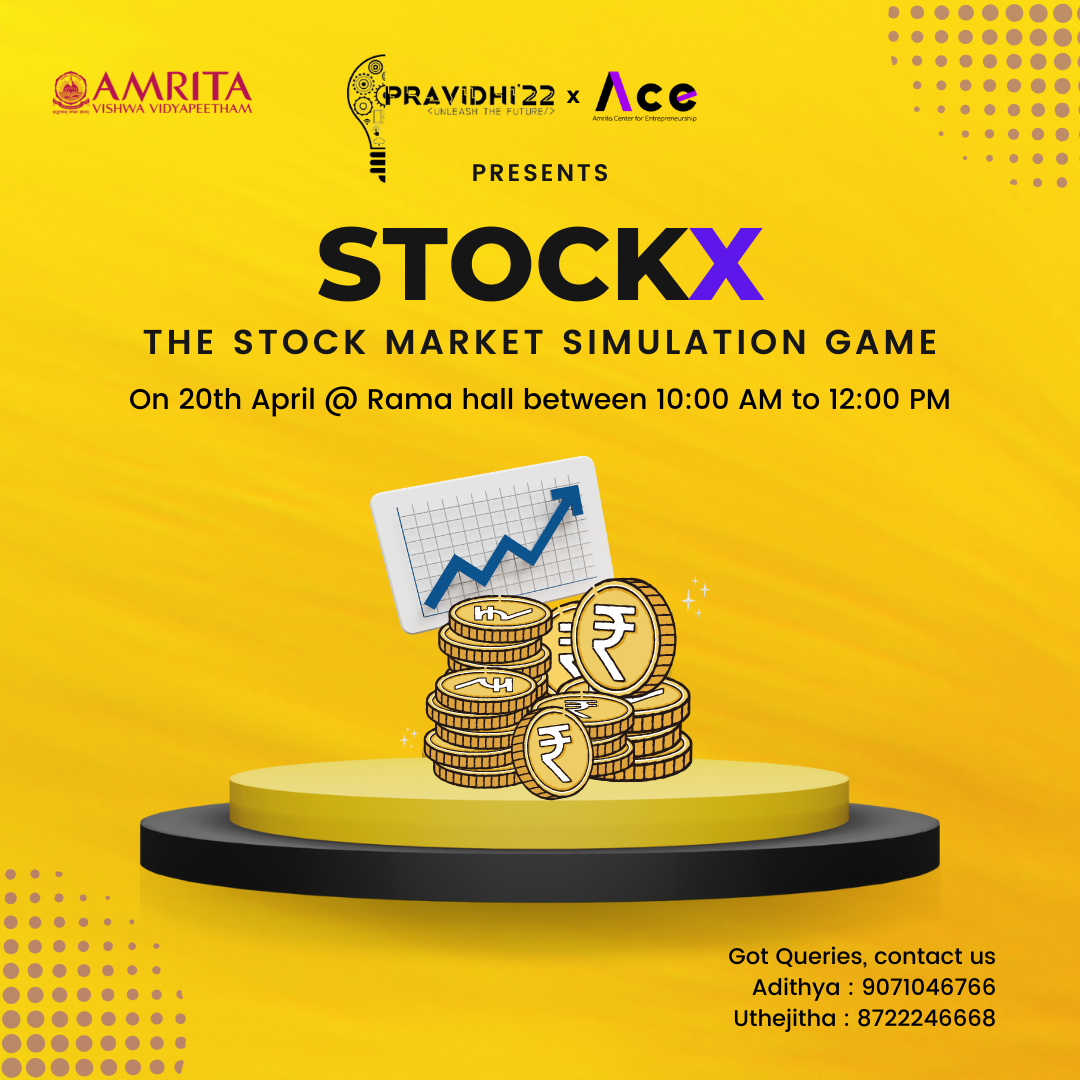 AMRITA
VISHWA VIDYAPEETHAM
PRAVIDHI'22 x Ace
<UNLEASH THE FUTURE/>
Amrita Center for Entrepreneurship
PRESENTS
STOCKX
THE STOCK MARKET SIMULATION GAME
On 20th April @ Rama hall between 10:00 AM to 12:00 PM
₹
₹
₹
₹
₹
Got Queries, contact us
Adithya : 9071046766
Uthejitha : 8722246668